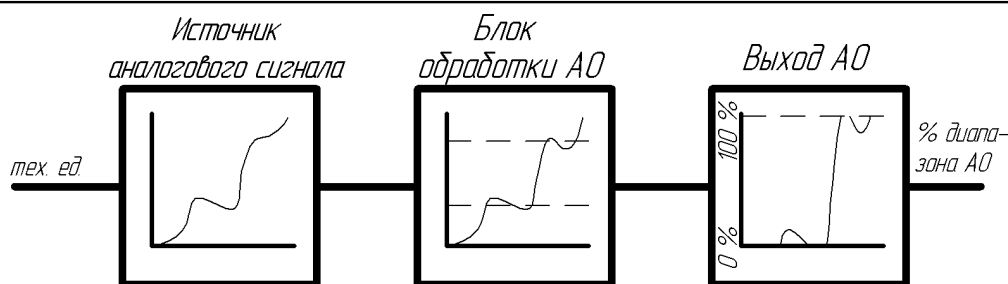 Источник
аналогового сигнала
Блок
обработки АО
Выход АО
тех. ед.
100 %
0 %
% диапа-
зона АО